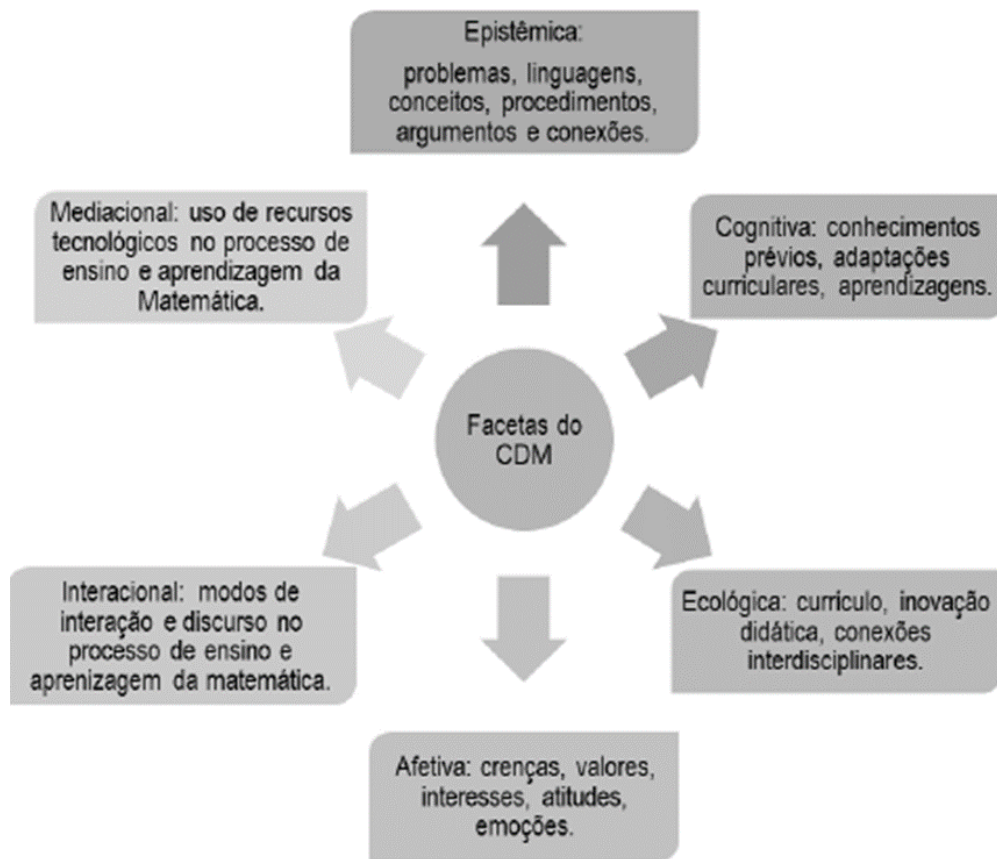 Epistêmica:
problemas, linguagens,
conceitos, procedimentos,
argumentos e conexões.
Mediacional: uso de recursos
tecnológicos no processo de
ensino e aprendizagem da
Matemática.
Cognitiva: conhecimentos
prévios, adaptações
curriculares, aprendizagens.
Facetas do
CDM
Interacional: modos de
interação e discurso no
processo de ensino e
aprenizagem da matemática.
Ecológica: currículo, inovação
didática, conexões
interdisciplinares.
Afetiva: crenças, valores,
interesses, atitudes,
emoções.